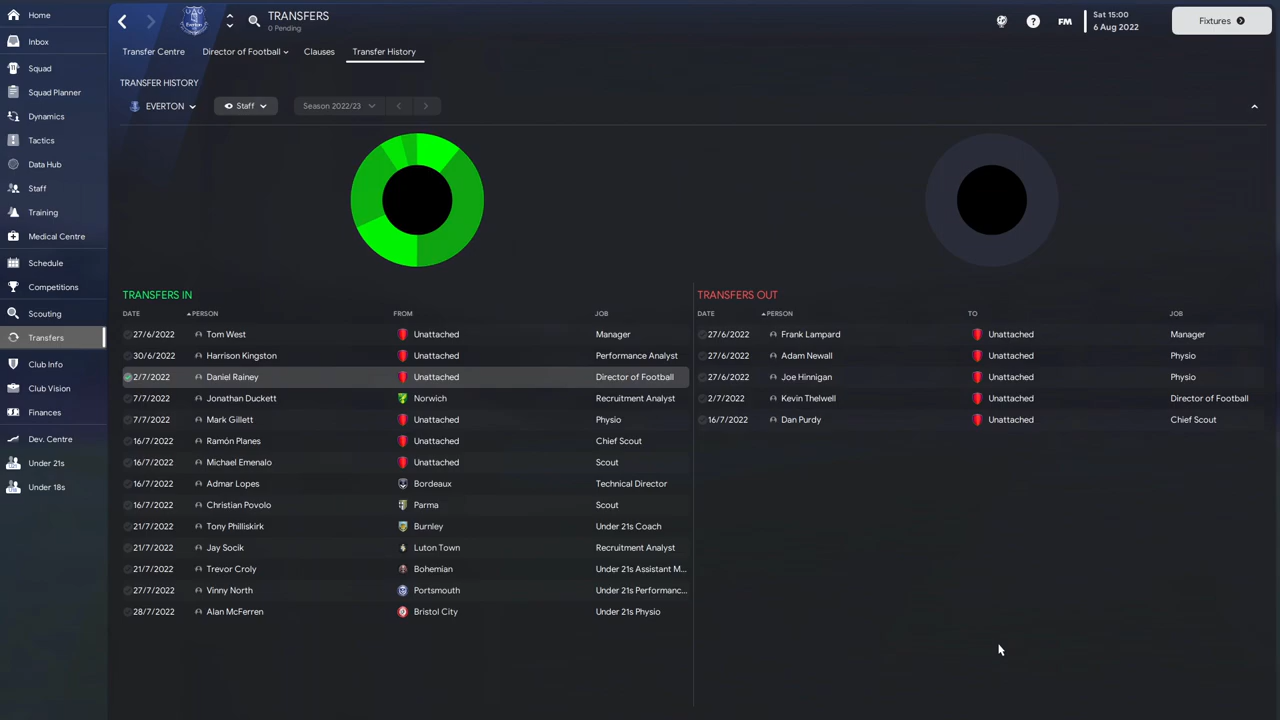 Home
Inbox
Squad
Squad Planner
Dynamics
Tactics
Data Hub
Staff
Training
Medical Centre
Schedule
Competitions
Scouting
Transfers
Club Info
Club Vision
Finances
Dev. Centre
Under 21s
Under 18s
TRANSFERS
0 Pending
? FM Sat 15:00
6 Aug 2022
Fixtures
Transfer Centre Director of Football Clauses Transfer History
TRANSFER HISTORY
EVERTON Staff Season 2022/23
TRANSFERS IN
DATE PERSON FROM JOB
27/6/2022 Tom West Unattached Manager
30/6/2022 Harrison Kingston Unattached Performance Analyst
2/7/2022 Daniel Rainey Unattached Director of Football
7/7/2022 Jonathan Duckett Norwich Recruitment Analyst
7/7/2022 Mark Gillett Unattached Physio
16/7/2022 Ramón Planes Unattached Chief Scout
16/7/2022 Michael Emenalo Unattached Scout
16/7/2022 Admar Lopes Bordeaux Technical Director
16/7/2022 Christian Povolo Parma Scout
21/7/2022 Tony Philliskirk Burnley Under 21s Coach
21/7/2022 Jay Socik Luton Town Recruitment Analyst
21/7/2022 Trevor Croly Bohemian Under 21s Assistant M...
27/7/2022 Vinny North Portsmouth Under 21s Performanc...
28/7/2022 Alan McFerren Bristol City Under 21s Physio
TRANSFERS OUT
DATE PERSON TO JOB
27/6/2022 Frank Lampard Unattached Manager
27/6/2022 Adam Newall Unattached Physio
27/6/2022 Joe Hinnigan Unattached Physio
2/7/2022 Kevin Thelwell Unattached Director of Football
16/7/2022 Dan Purdy Unattached Chief Scout